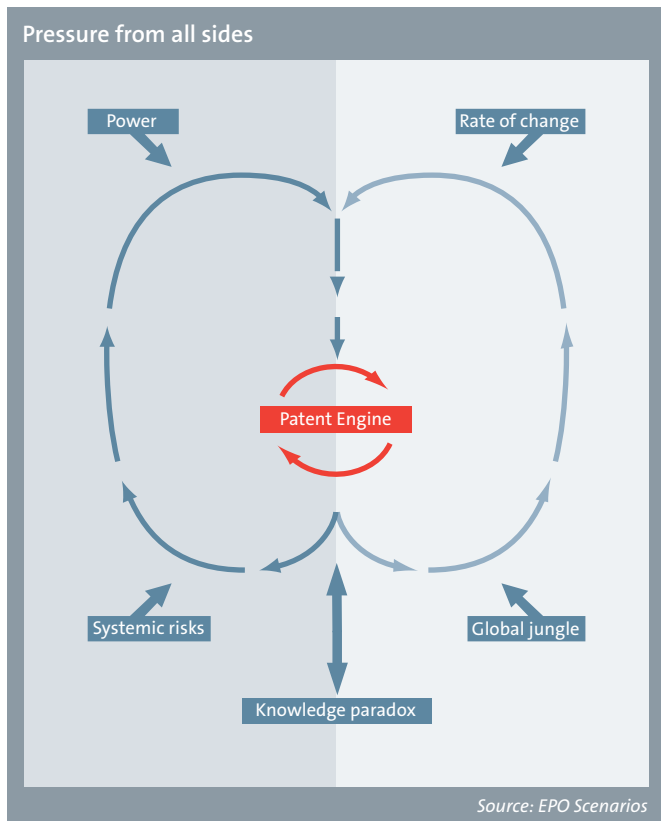 Pressure from all sides
Power
Rate of change
Patent Engine
Systemic risks
Global jungle
Knowledge paradox
Source: EPO Scenarios